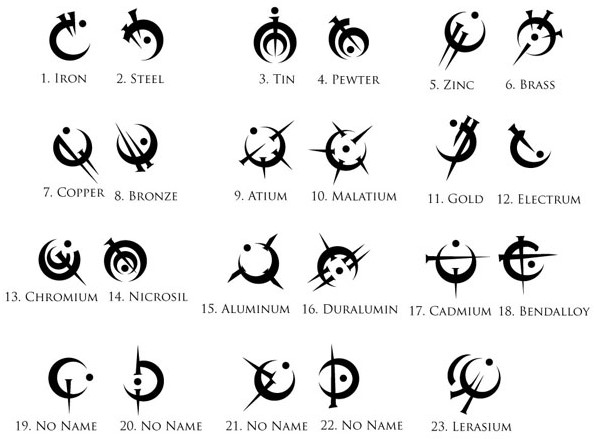 1. Iron 2. Steel 3. Tin 4. Pewter 5. Zinc 6. Brass
7. Copper 8. Bronze 9. Atium 10. Malatium 11. Gold 12. Electrum
13. Chromium 14. Nicrosil 15. Aluminum 16. Duralumin 17. Cadmium 18. Bendalloy
19. No Name 20. No Name 21. No Name 22. No Name 23. Lerasium